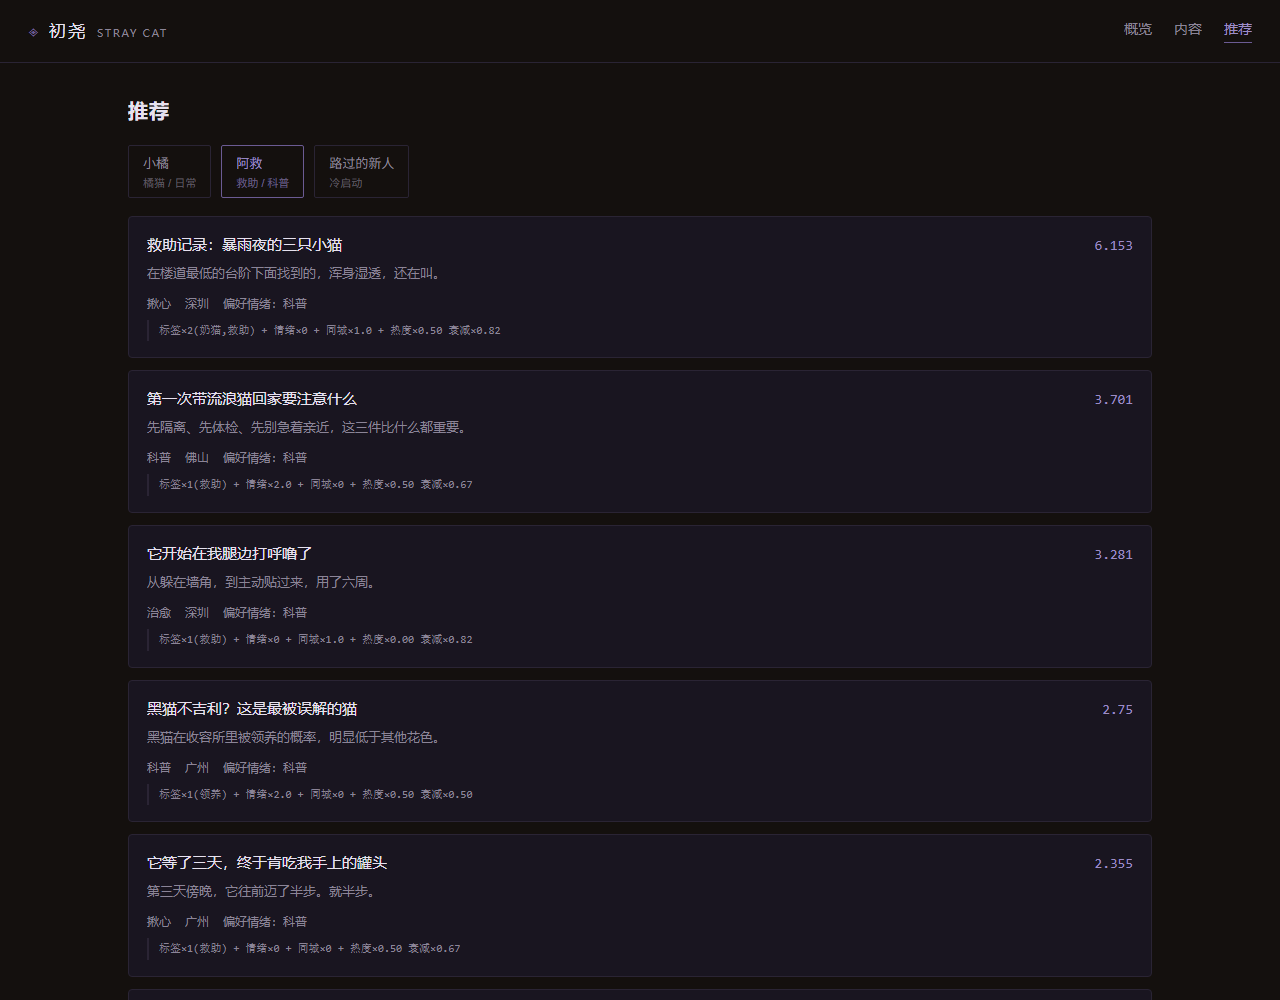 ◈ 初尧 STRAY CAT 概览 内容 推荐
推荐
小橘 阿救 路过的新人
橘猫 / 日常 救助 / 科普 冷启动
救助记录：暴雨夜的三只小猫 6.153
在楼道最低的台阶下面找到的，浑身湿透，还在叫。
揪心 深圳 偏好情绪：科普
标签×2(奶猫,救助) + 情绪×0 + 同城×1.0 + 热度×0.50 衰减×0.82
第一次带流浪猫回家要注意什么 3.701
先隔离、先体检、先别急着亲近，这三件比什么都重要。
科普 佛山 偏好情绪：科普
标签×1(救助) + 情绪×2.0 + 同城×0 + 热度×0.50 衰减×0.67
它开始在我腿边打呼噜了 3.281
从躲在墙角，到主动贴过来，用了六周。
治愈 深圳 偏好情绪：科普
标签×1(救助) + 情绪×0 + 同城×1.0 + 热度×0.00 衰减×0.82
黑猫不吉利？这是最被误解的猫 2.75
黑猫在收容所里被领养的概率，明显低于其他花色。
科普 广州 偏好情绪：科普
标签×1(领养) + 情绪×2.0 + 同城×0 + 热度×0.50 衰减×0.50
它等了三天，终于肯吃我手上的罐头 2.355
第三天傍晚，它往前迈了半步。就半步。
揪心 广州 偏好情绪：科普
标签×1(救助) + 情绪×0 + 同城×0 + 热度×0.50 衰减×0.67